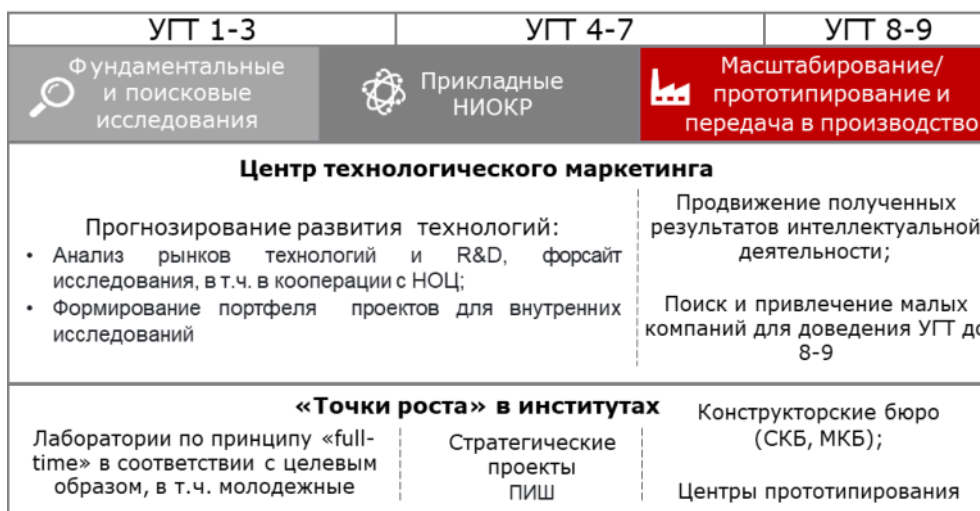 УГТ 1-3
УГТ 4-7
УГТ 8-9
Фундаментальные
и поисковые
исследования
Прикладные
НИОКР
Масштабирование/
прототипирование и
передача в производство
Центр технологического маркетинга
Прогнозирование развития технологий:
• Анализ рынков технологий и R&D, форсайт
исследования, в т.ч. в кооперации с НОЦ;
• Формирование портфеля проектов для внутренних
исследований
Продвижение полученных
результатов интеллектуальной
деятельности;
Поиск и привлечение малых
компаний для доведения УГТ до
8-9
«Точки роста» в институтах
Лаборатории по принципу «full-
time» в соответствии с целевым
образом, в т.ч. молодежные
Стратегические
проекты
ПИШ
Конструкторские бюро
(СКБ, МКБ);
Центры прототипирования